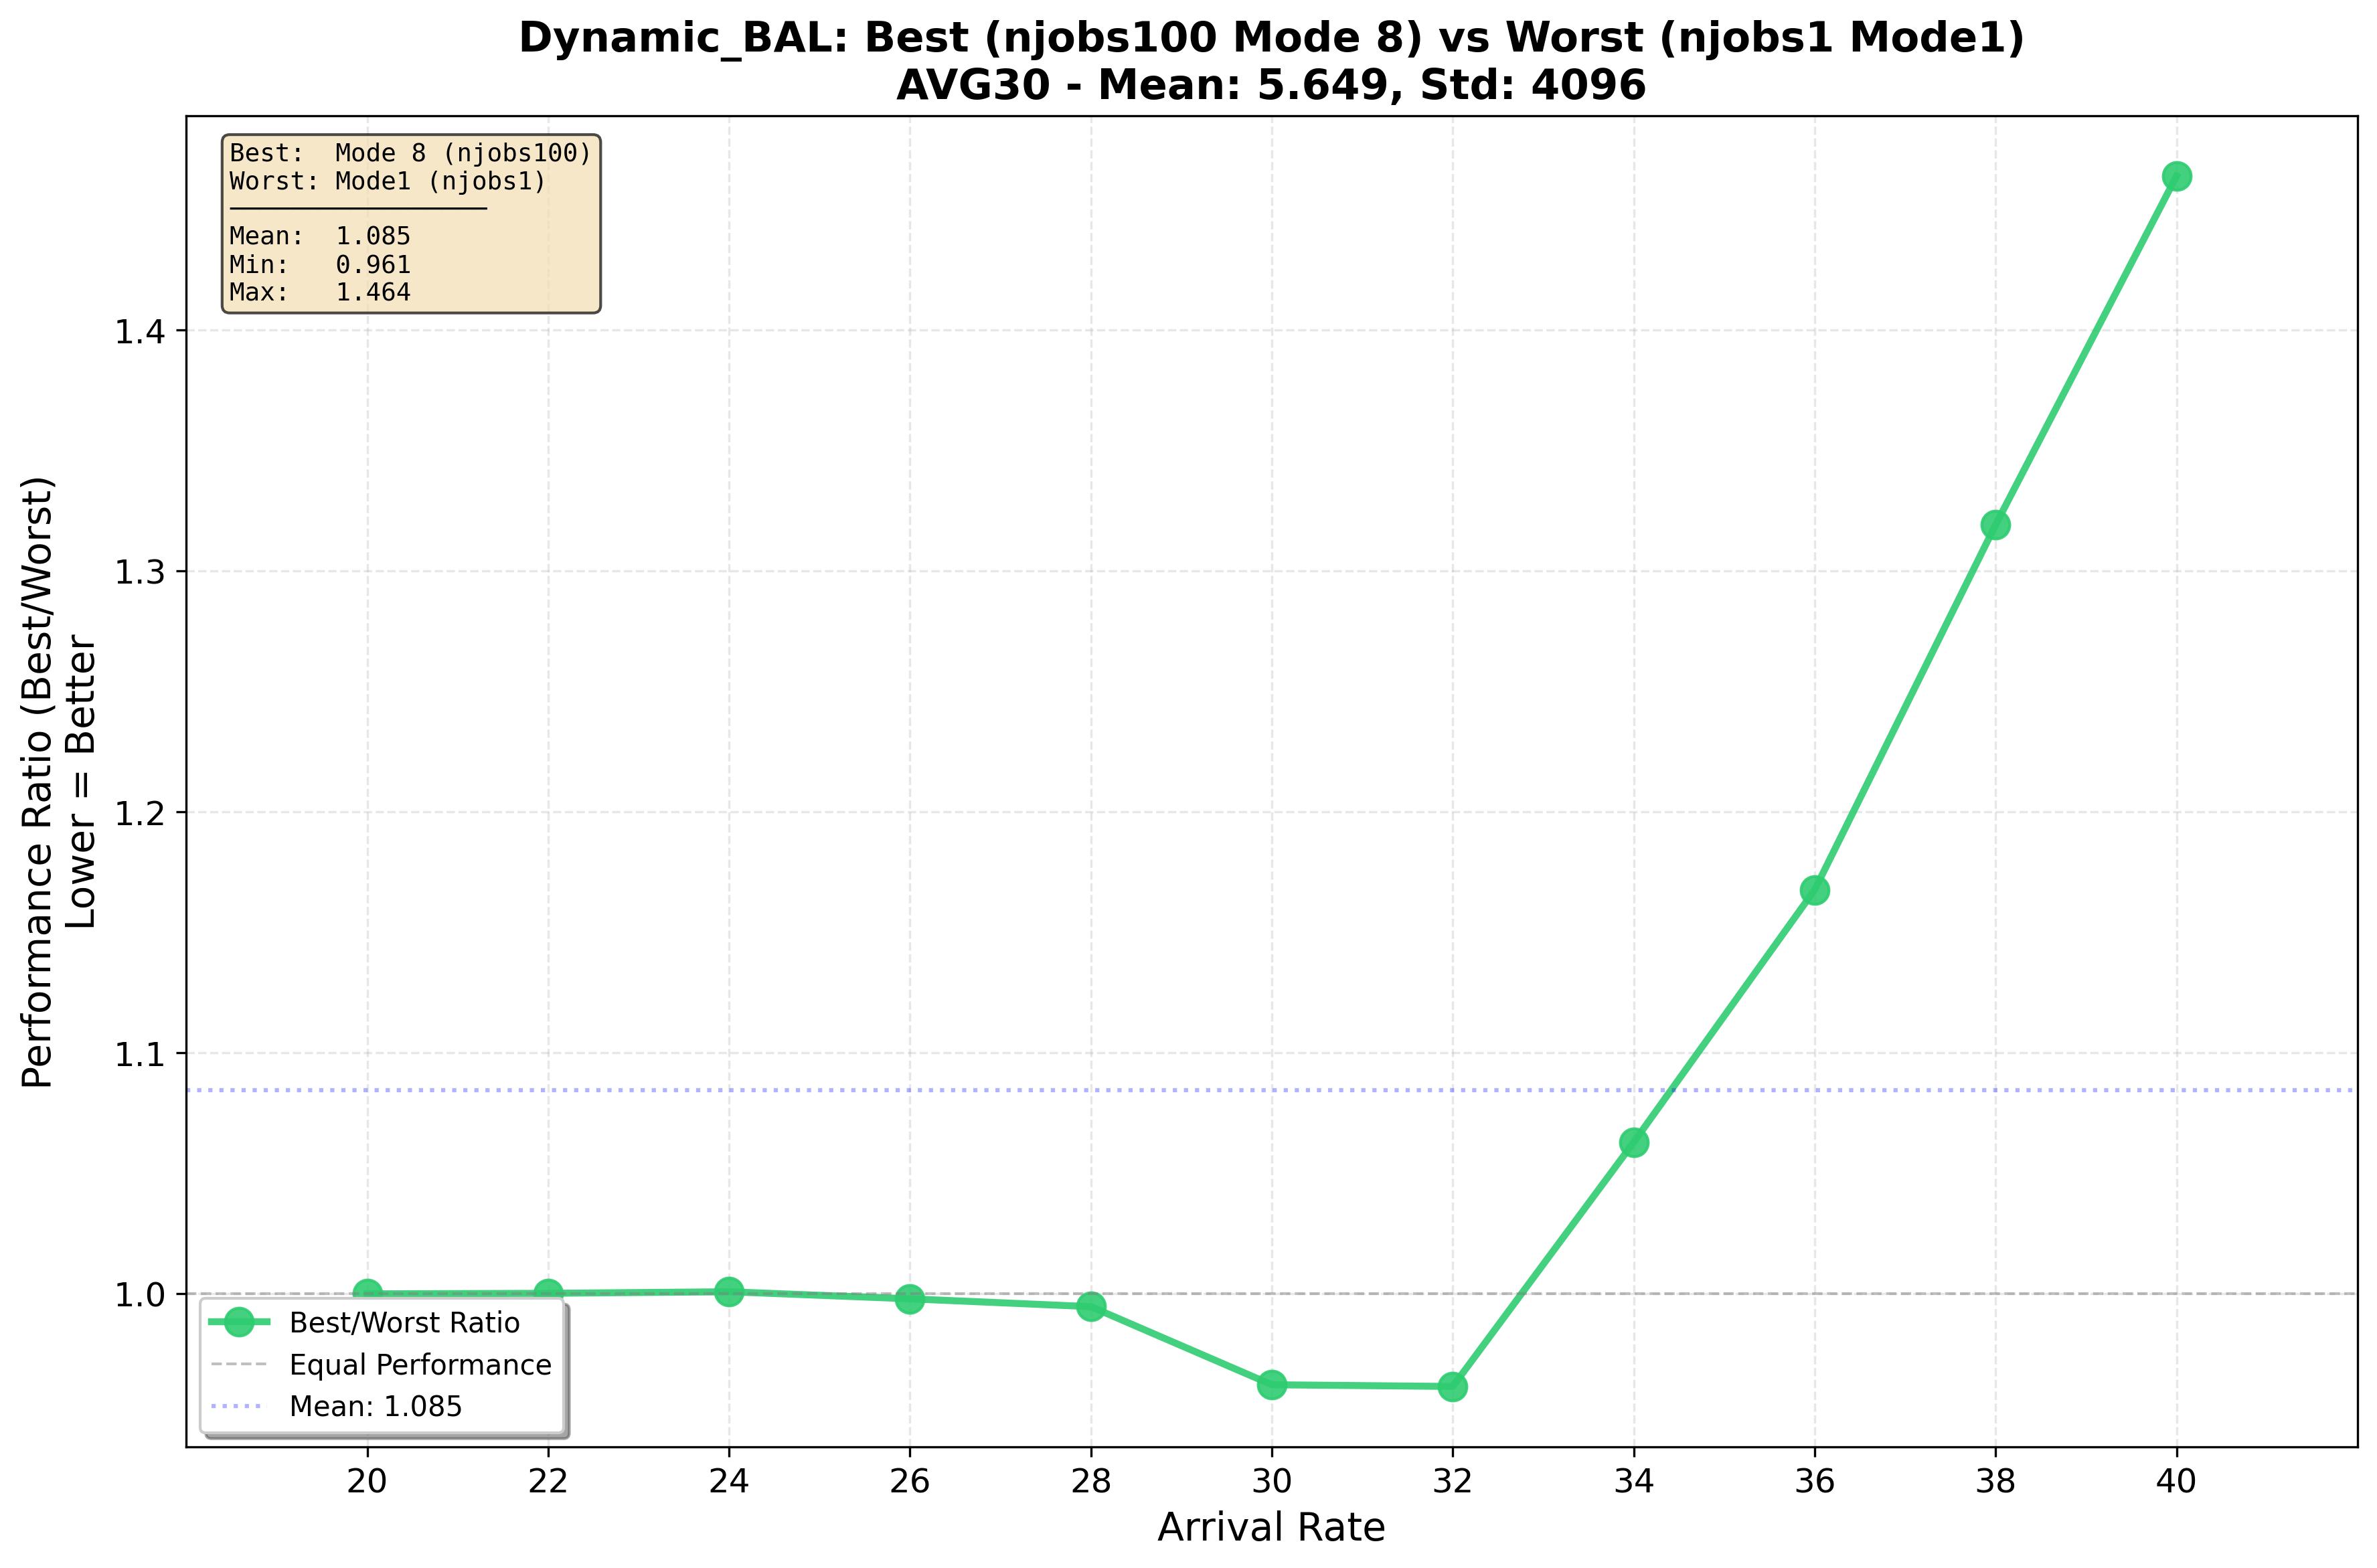 Dynamic_BAL: Best (njobs100 Mode 8) vs Worst (njobs1 Mode1)
AVG30 - Mean: 5.649, Std: 4096
Best:  Mode 8 (njobs100)
Worst: Mode1 (njobs1)
Mean:  1.085
Min:   0.961
Max:   1.464
Performance Ratio (Best/Worst)
Lower = Better
1.4
1.3
1.2
1.1
1.0
Best/Worst Ratio
Equal Performance
Mean: 1.085
20 22 24 26 28 30 32 34 36 38 40
Arrival Rate